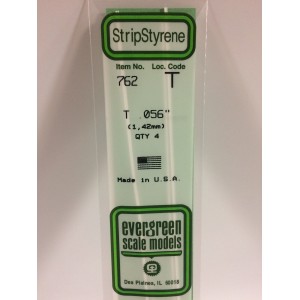 StripStyrene
Item No. Loc. Code
762 T
T .056"
(1,42mm)
QTY 4
Made in U.S.A.
evergreen
scale models
Des Plaines, IL 60018